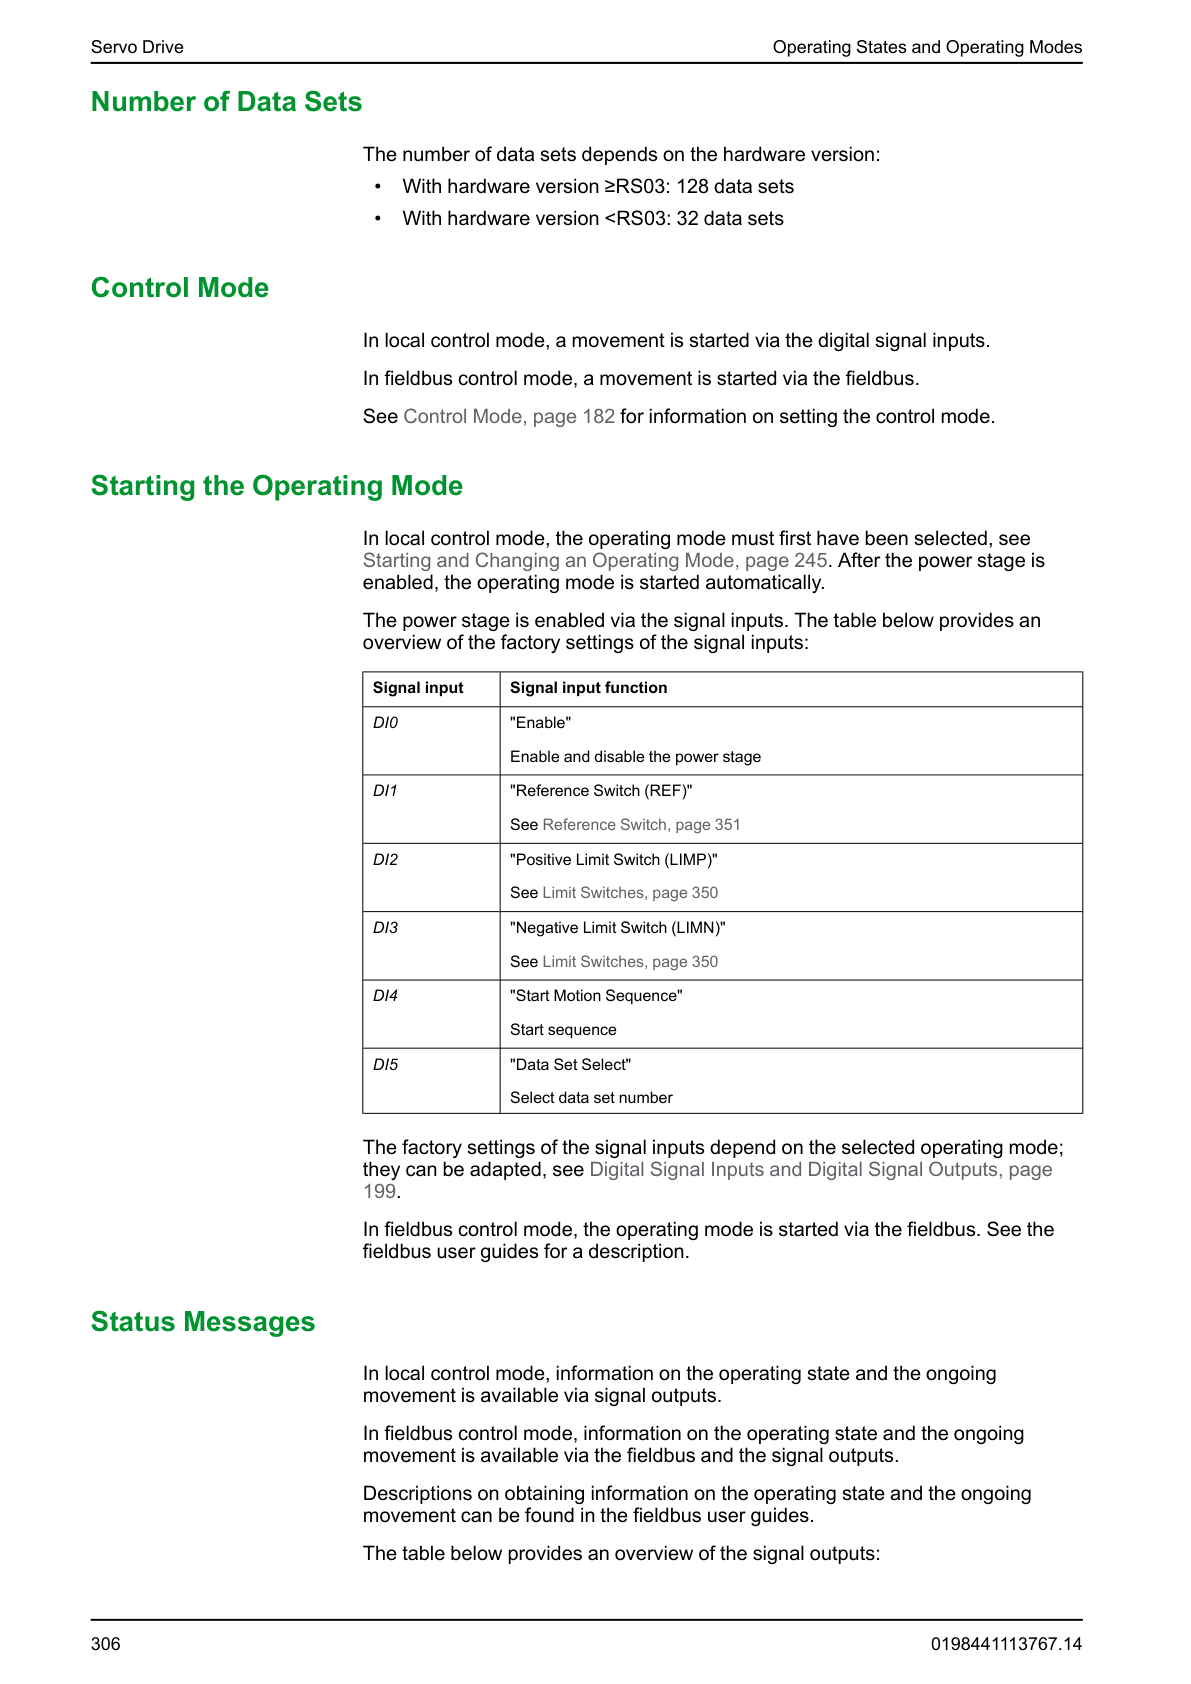 Servo Drive
Operating States and Operating Modes
Number of Data Sets
The number of data sets depends on the hardware version:
• With hardware version ≥RS03: 128 data sets
• With hardware version <RS03: 32 data sets
Control Mode
In local control mode, a movement is started via the digital signal inputs.
In fieldbus control mode, a movement is started via the fieldbus.
See Control Mode, page 182 for information on setting the control mode.
Starting the Operating Mode
In local control mode, the operating mode must first have been selected, see
Starting and Changing an Operating Mode, page 245. After the power stage is
enabled, the operating mode is started automatically.
The power stage is enabled via the signal inputs. The table below provides an
overview of the factory settings of the signal inputs:
Signal input
Signal input function
DI0
"Enable"
Enable and disable the power stage
DI1
"Reference Switch (REF)"
See Reference Switch, page 351
DI2
"Positive Limit Switch (LIMP)"
See Limit Switches, page 350
DI3
"Negative Limit Switch (LIMN)"
See Limit Switches, page 350
DI4
"Start Motion Sequence"
Start sequence
DI5
"Data Set Select"
Select data set number
The factory settings of the signal inputs depend on the selected operating mode;
they can be adapted, see Digital Signal Inputs and Digital Signal Outputs, page
199.
In fieldbus control mode, the operating mode is started via the fieldbus. See the
fieldbus user guides for a description.
Status Messages
In local control mode, information on the operating state and the ongoing
movement is available via signal outputs.
In fieldbus control mode, information on the operating state and the ongoing
movement is available via the fieldbus and the signal outputs.
Descriptions on obtaining information on the operating state and the ongoing
movement can be found in the fieldbus user guides.
The table below provides an overview of the signal outputs:
306
0198441113767.14